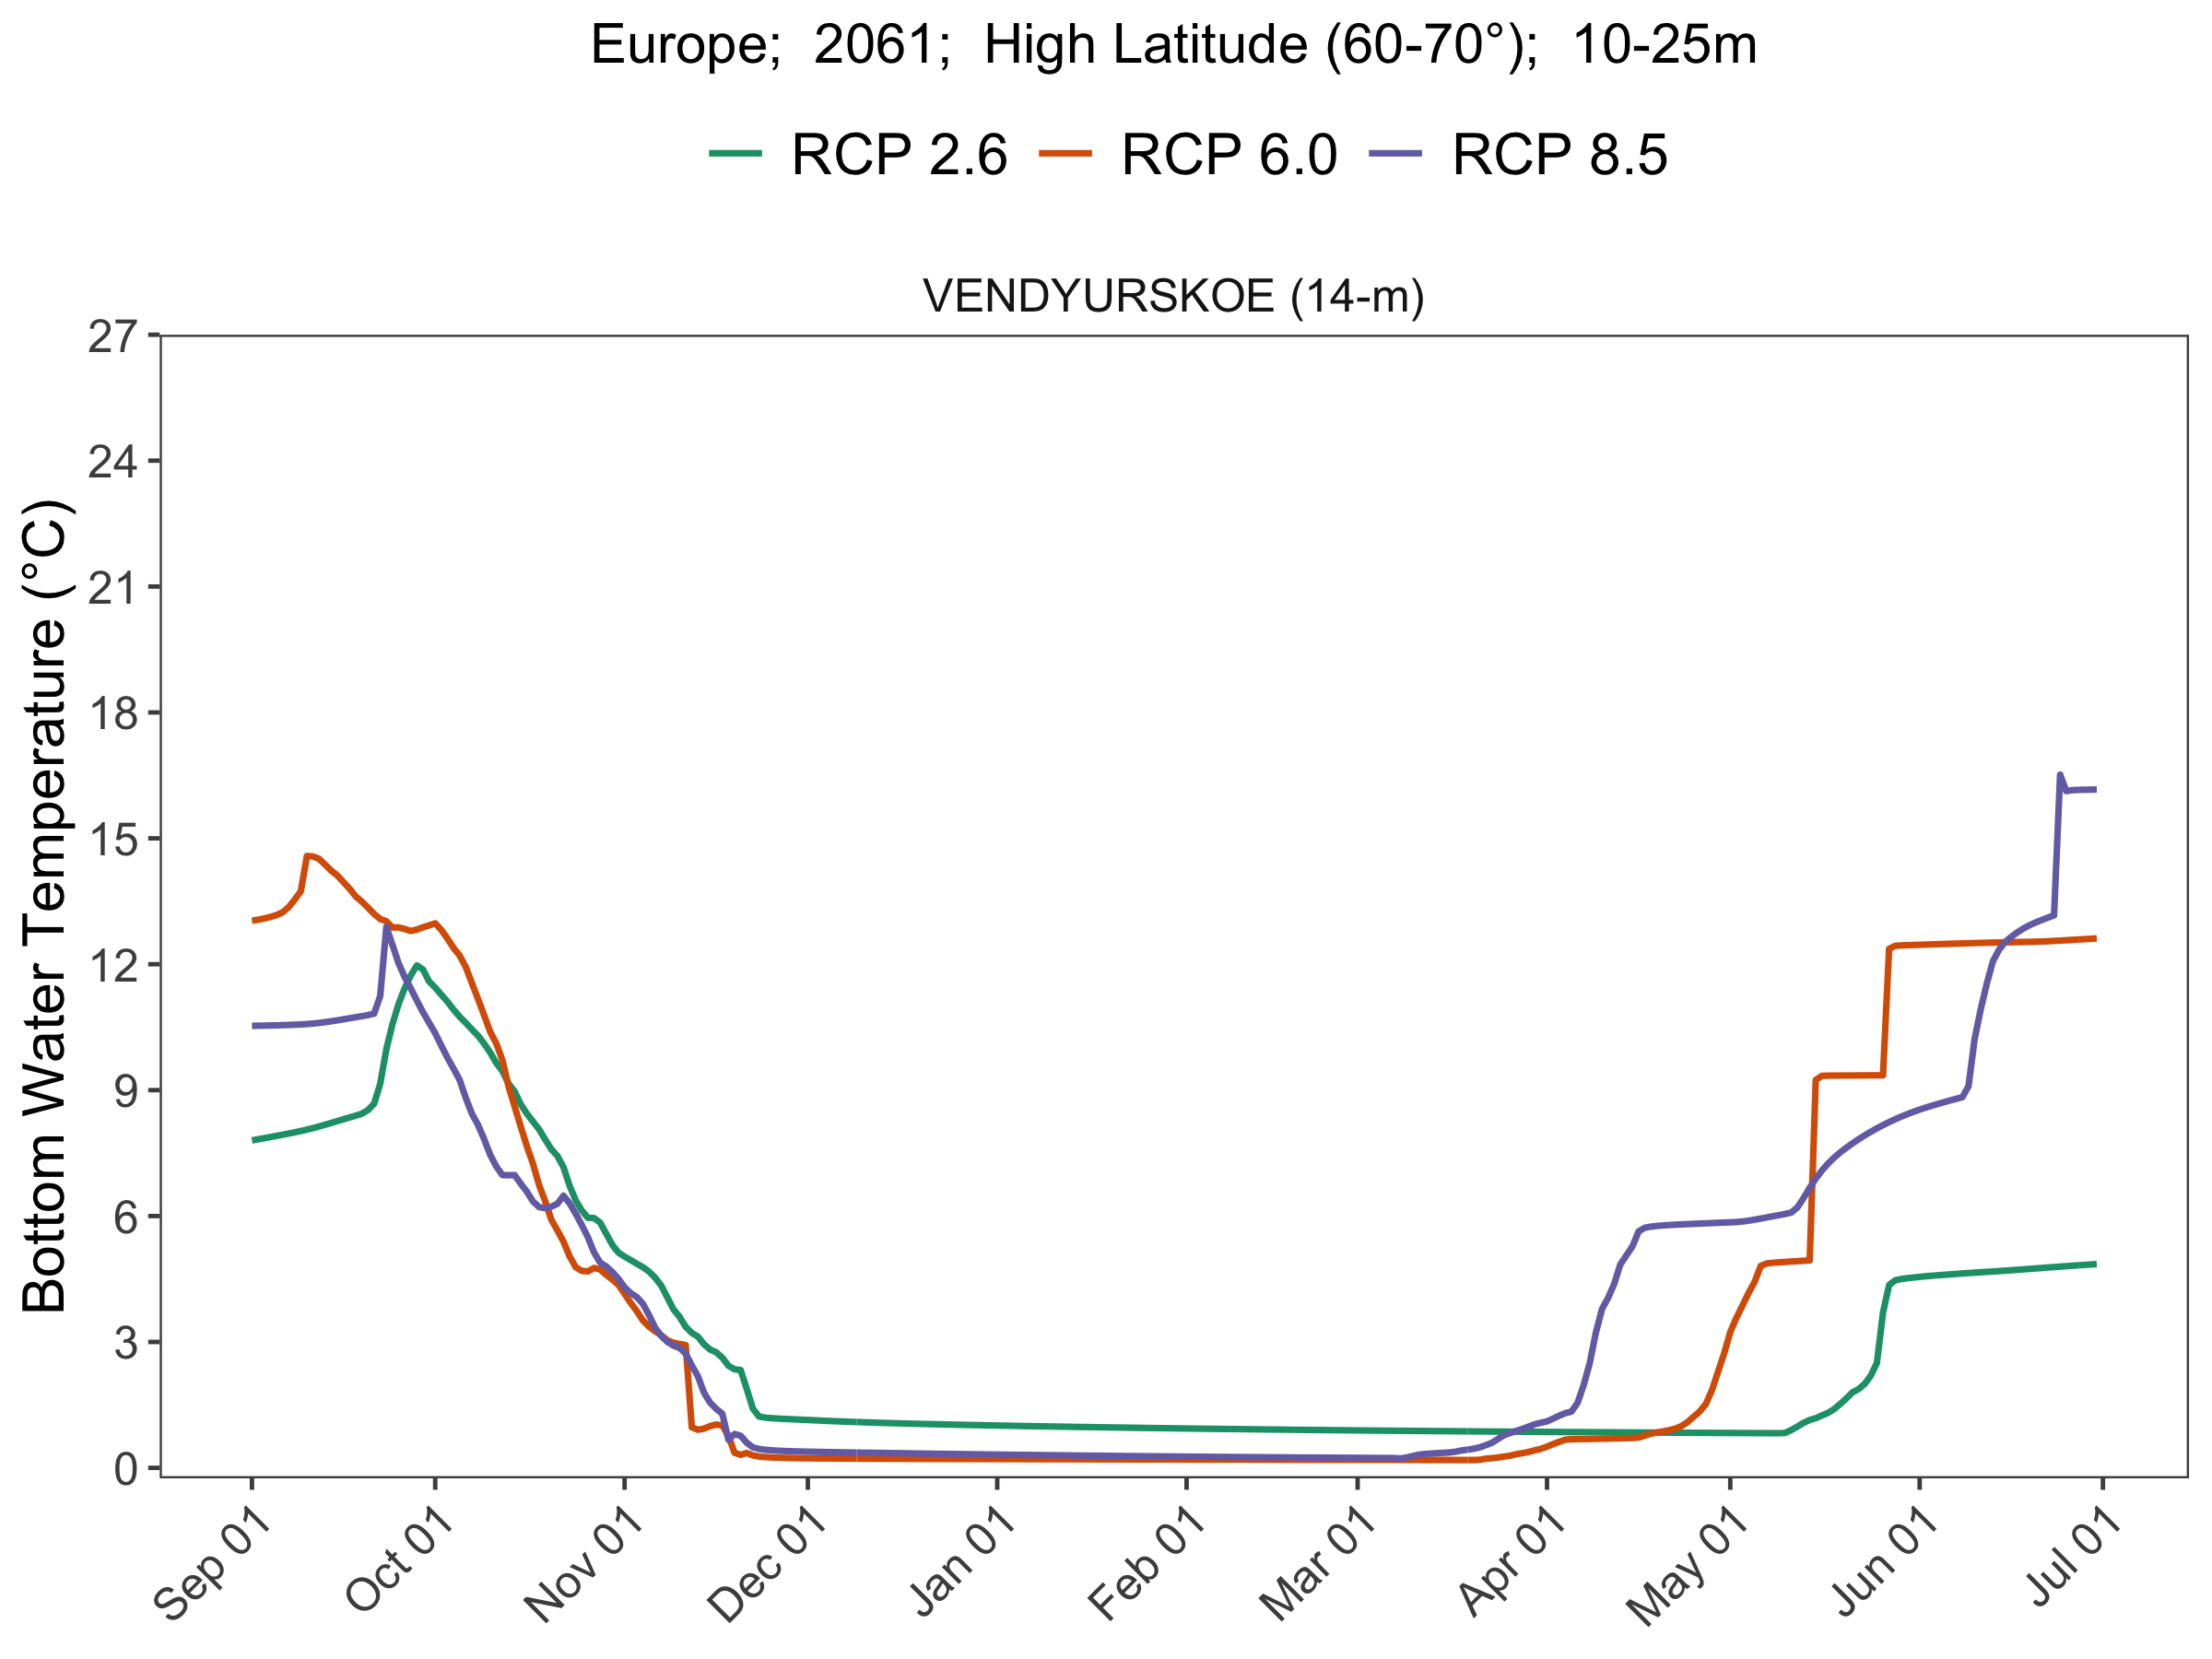 Europe;  2061;  High Latitude (60-70°);  10-25m
RCP 2.6 RCP 6.0 RCP 8.5
VENDYURSKOE (14-m)
Bottom Water Temperature (°C)
27
24
21
18
15
12
9
6
3
0
Sep 01 Oct 01 Nov 01 Dec 01 Jan 01 Feb 01 Mar 01 Apr 01 May 01 Jun 01 Jul 01